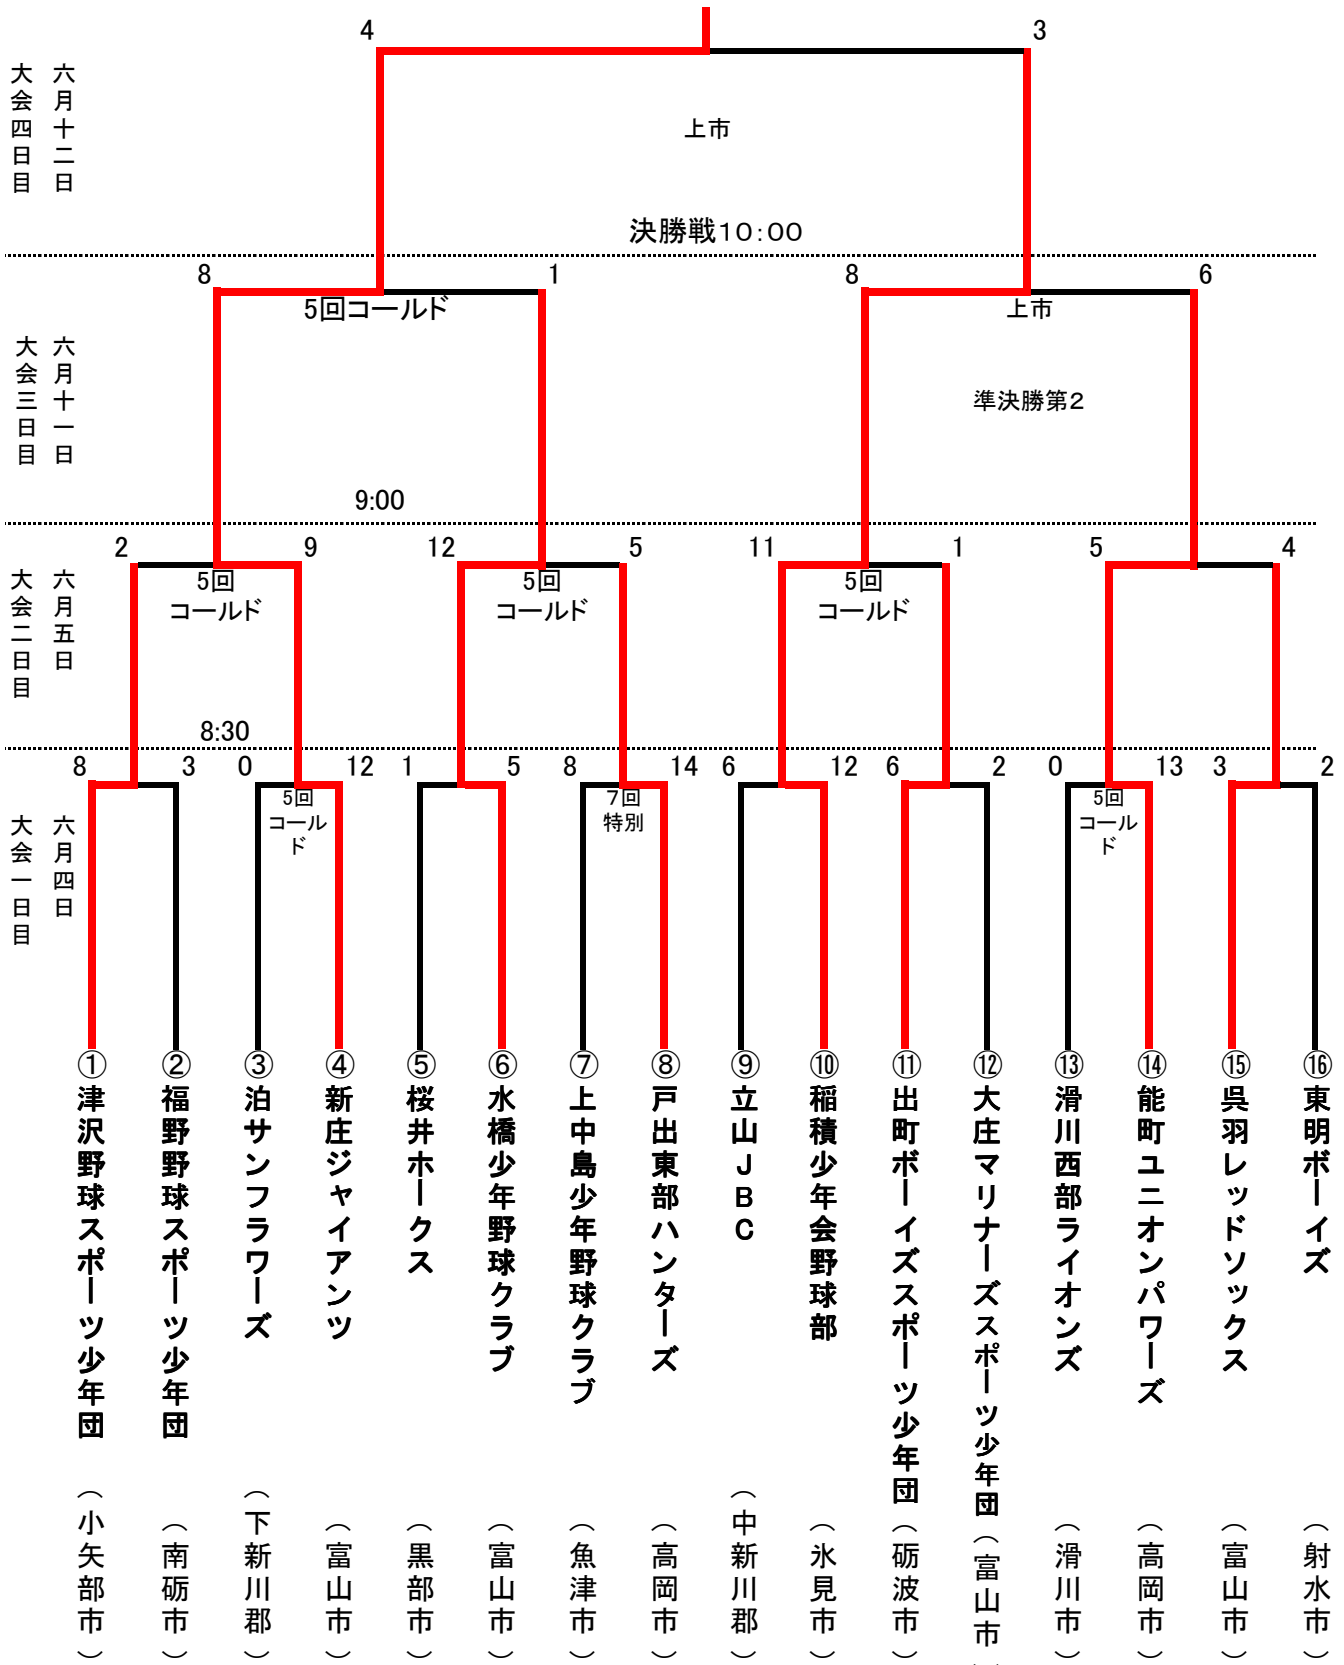 4
3
大会四日目
六月十二日
上市
決勝戦10:00
8
1
8
6
5回コールド
上市
大会三日目
六月十一日
準決勝第2
9:00
2
9
12
5
11
1
5
4
5回
コールド
5回
コールド
5回
コールド
大会二日目
六月五日
8:30
8
3
0
12
1
5
8
14
6
12
6
2
0
13
3
2
5回
コール
ド
7回
特別
5回
コール
ド
大会一日目
六月四日
①津沢野球スポーツ少年団(小矢部市)
②福野野球スポーツ少年団(南砺市)
③泊サンフラワーズ(下新川郡)
④新庄ジャイアンツ(富山市)
⑤桜井ホークス(黒部市)
⑥水橋少年野球クラブ(富山市)
⑦上中島少年野球クラブ(魚津市)
⑧戸出東部ハンターズ(高岡市)
⑨立山JBC(中新川郡)
⑩稲積少年会野球部(氷見市)
⑪出町ボーイズスポーツ少年団(砺波市)
⑫大庄マリナーズスポーツ少年団(富山市)
⑬滑川西部ライオンズ(滑川市)
⑭能町ユニオンパワーズ(高岡市)
⑮呉羽レッドソックス(富山市)
⑯東明ボーイズ(射水市)